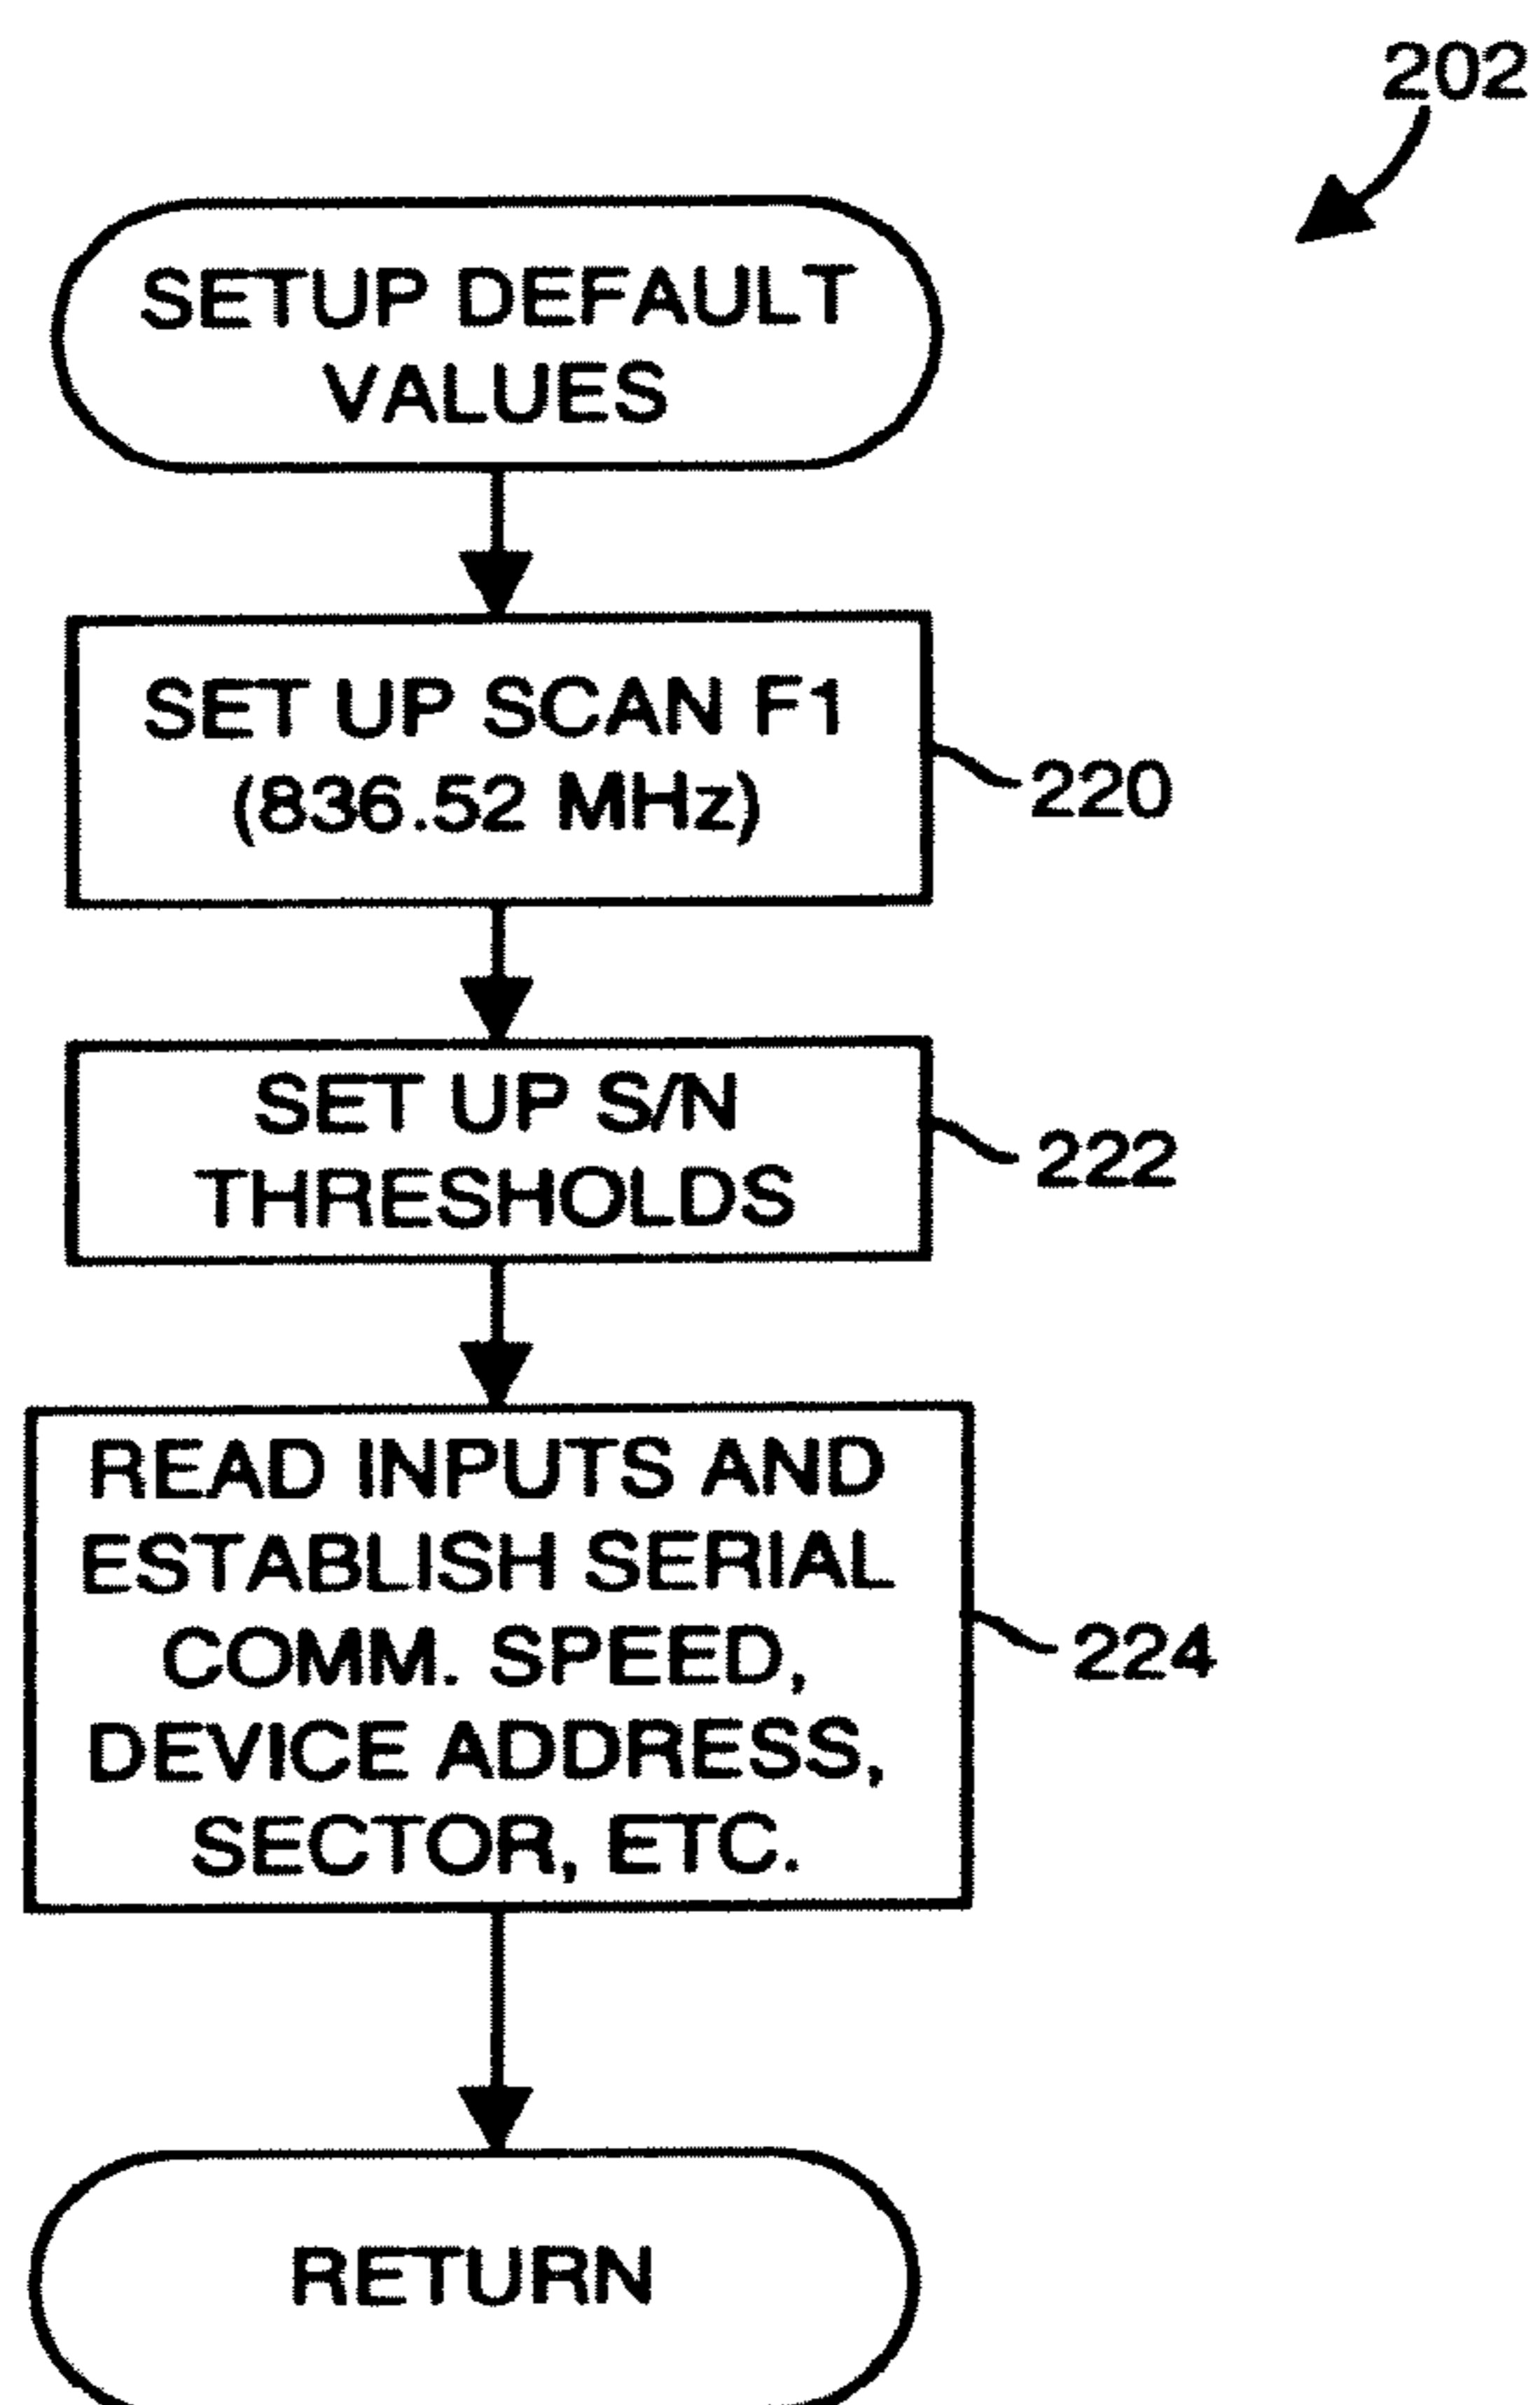 202
SETUP DEFAULT
VALUES
SET UP SCAN F1
(836.52 MHz)
220
SET UP S/N
THRESHOLDS
222
READ INPUTS AND
ESTABLISH SERIAL
COMM. SPEED,
DEVICE ADDRESS,
SECTOR, ETC.
224
RETURN